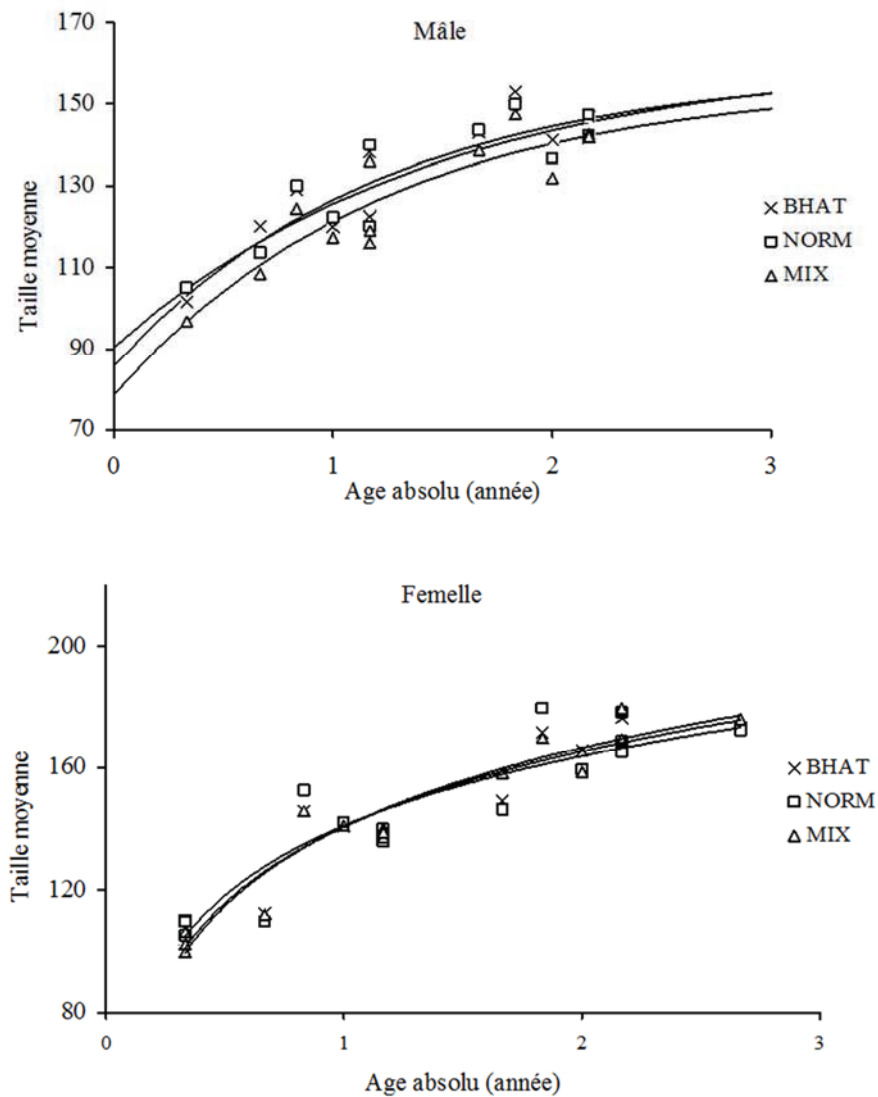 Mâle
170
150
130
110
90
70
Taille moyenne
0 1 2 3
Age absolu (année)
BHAT
NORM
MIX
Femelle
200
160
120
80
Taille moyenne
0 1 2 3
Age absolu (année)
BHAT
NORM
MIX